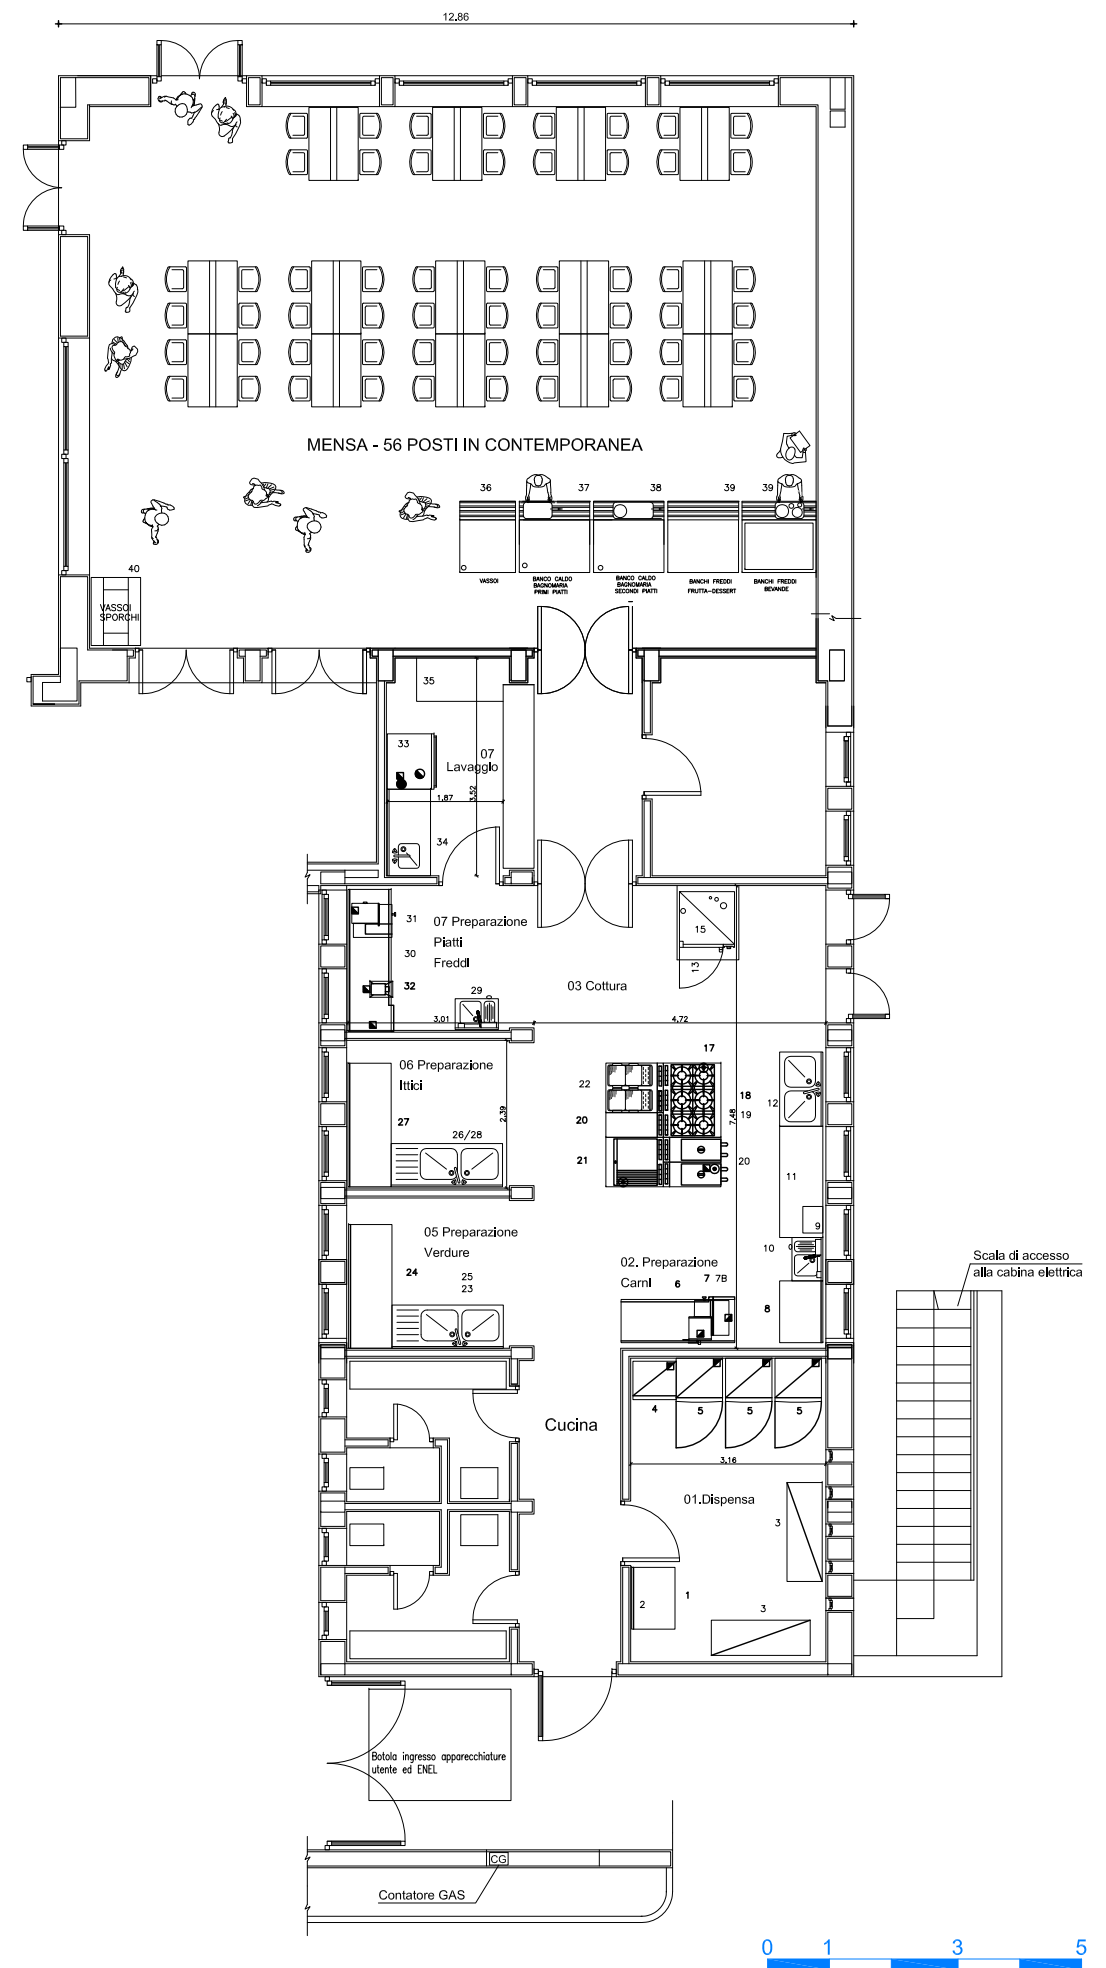 12.86
MENSA - 56 POSTI IN CONTEMPORANEA
36
37
38
39
39
VASSOI
BANCO CALDO
BAGNOMARIA
PRIMI PIATTI
BANCO CALDO
BAGNOMARIA
SECONDI PIATTI
BANCHI FREDDI
FRUTTA-DESSERT
BANCHI FREDDI
BEVANDE
40
VASSOI
SPORCHI
35
33
07
Lavaggio
1.87
3.52
34
31
07 Preparazione
Piatti
Freddi
30
32
29
15
13
03 Cottura
3.01
4.72
06 Preparazione
Ittici
2.39
27
26/28
17
22
18
19
7.48
12
20
21
20
11
9
10
05 Preparazione
Verdure
24
25
23
02. Preparazione
Carni
6
7
7B
8
Scala di accesso
alla cabina elettrica
4
5
5
5
Cucina
3.16
01.Dispensa
3
2
1
3
Botola ingresso apparecchiature
utente ed ENEL
CG
Contatore GAS
0
1
3
5